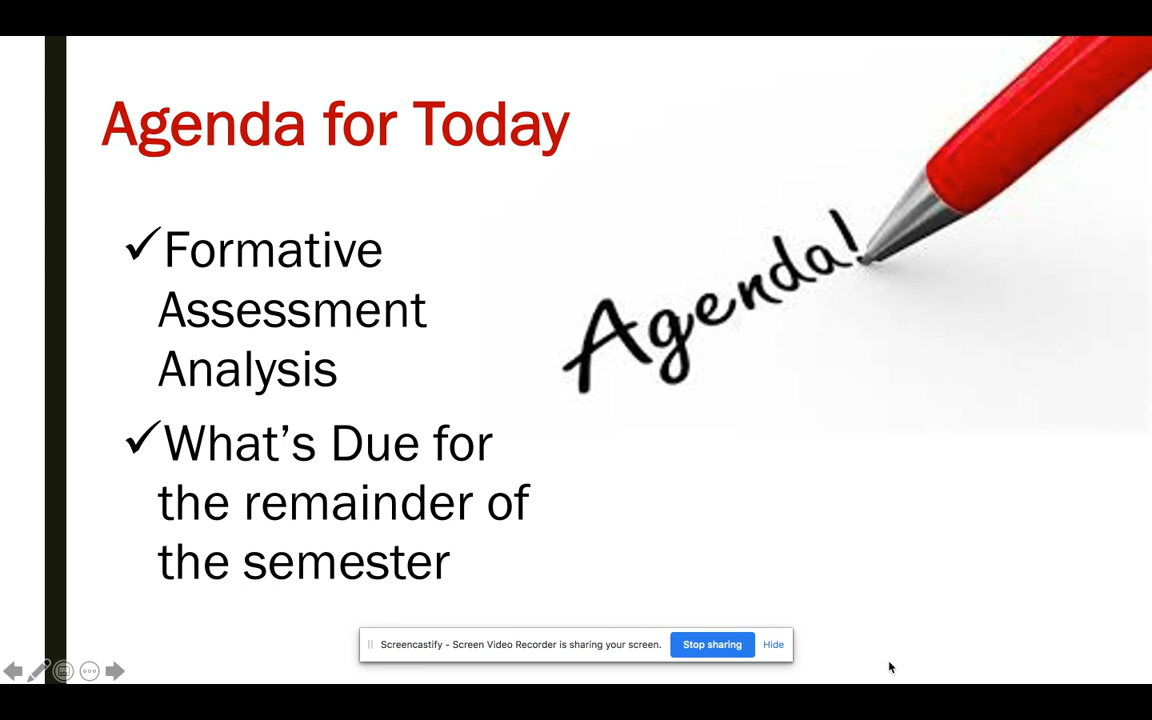 Agenda for Today
✓Formative
Assessment
Analysis
✓What's Due for
the remainder of
the semester
Agenda!
Screencastify - Screen Video Recorder is sharing your screen.
Stop sharing
Hide